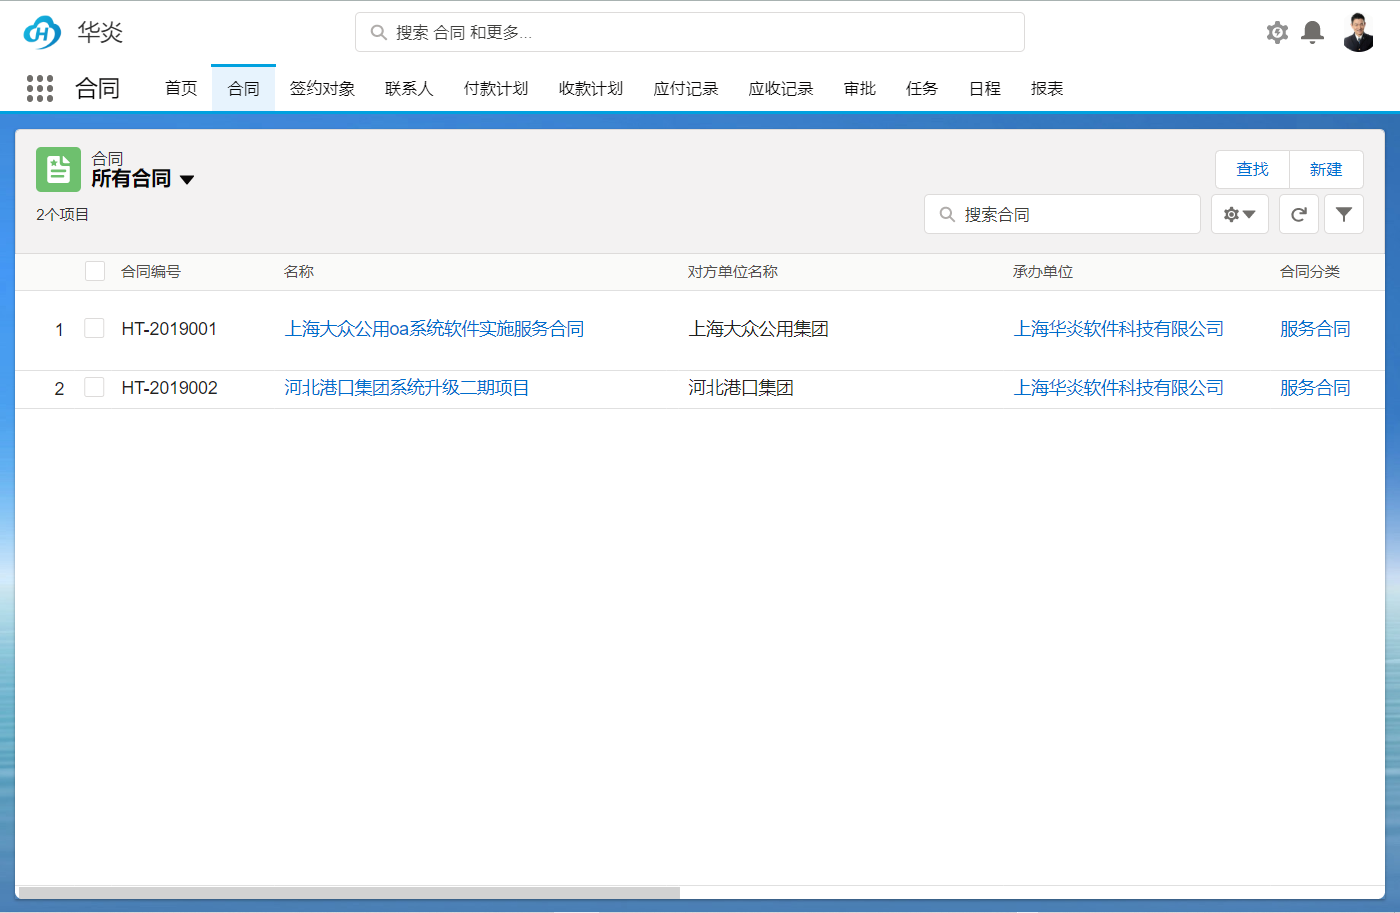 华炎
搜索 合同 和更多...
合同 首页 合同 签约对象 联系人 付款计划 收款计划 应付记录 应收记录 审批 任务 日程 报表
合同
所有合同
查找 新建
2个项目
搜索合同
合同编号 名称 对方单位名称 承办单位 合同分类
1 HT-2019001 上海大众公用oa系统软件实施服务合同 上海大众公用集团 上海华炎软件科技有限公司 服务合同
2 HT-2019002 河北港口集团系统升级二期项目 河北港口集团 上海华炎软件科技有限公司 服务合同